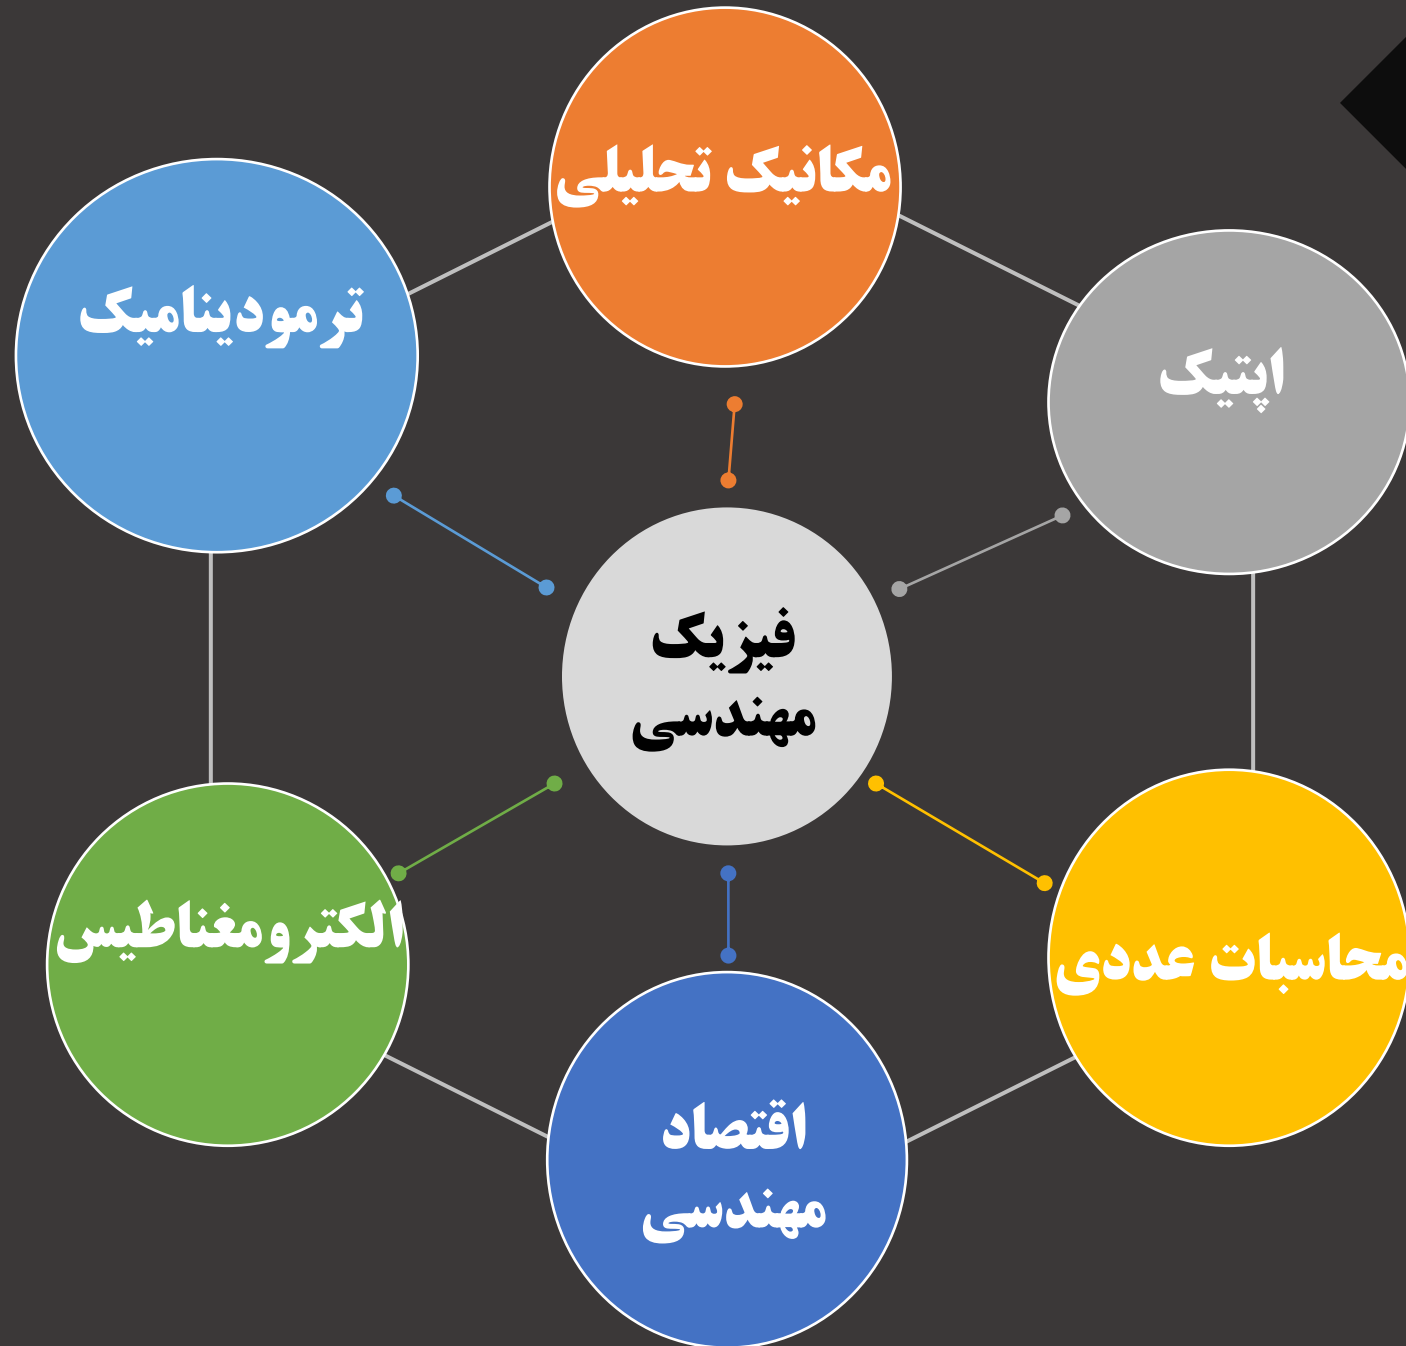 مکانیک تحلیلی
ترمودینامیک
اپتیک
فیزیک
مهندسی
الکترومغناطیس
محاسبات عددی
اقتصاد
مهندسی